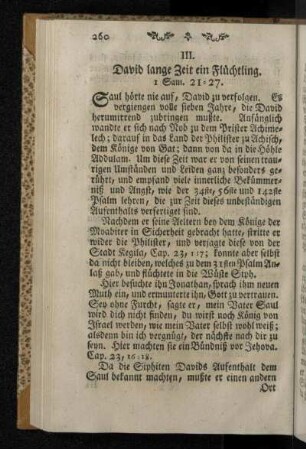 260
III.
David lange Zeit ein Flüchtling.
1 Sam. 21-27.
Saul hörte nie auf, David zu verfolgen. Es
vergiengen volle sieben Jahre, die David
herumirrend zubringen mußte. Anfänglich
wandte er sich nach Nob zu dem Priester Achime-
lech; darauf in das Land der Philister zu Achisch,
dem Könige von Gat; dann von da in die Höhle
Addulam. Um diese Zeit war er von seinen trau-
rigen Umständen und Leiden ganz besonders ge-
rührt, und empfand viele innerliche Bekümmer-
niß und Angst, wie der 34ste, 56ste und 142ste
Psalm lehren, die zur Zeit dieses unbeständigen
Aufenthalts verfertiget sind.
Nachdem er seine Aeltern bey dem Könige der
Moabiter in Sicherheit gebracht hatte, stritte er
wider die Philister, und verjagte diese von der
Stadt Kegila, Cap. 23, 1:7; konnte aber selbst
da nicht bleiben, welches zu dem 31sten Psalm An-
laß gab, und flüchtete in die Wüste Siph.
Hier besuchte ihn Jonathan, sprach ihm neuen
Muth ein, und ermunterte ihn, Gott zu vertrauen.
Sey ohne Furcht, sagte er, mein Vater Saul
wird dich nicht finden, du wirst noch König von
Israel werden, wie mein Vater selbst wohl weiß;
alsdenn bin ich vergnügt, der nächste nach dir zu
seyn. Hier machten sie ein Bündniß vor Jehova.
Cap. 23, 16:18.
Da die Siphiten Davids Aufenthalt dem
Saul bekannt machten, mußte er einen andern
Ort